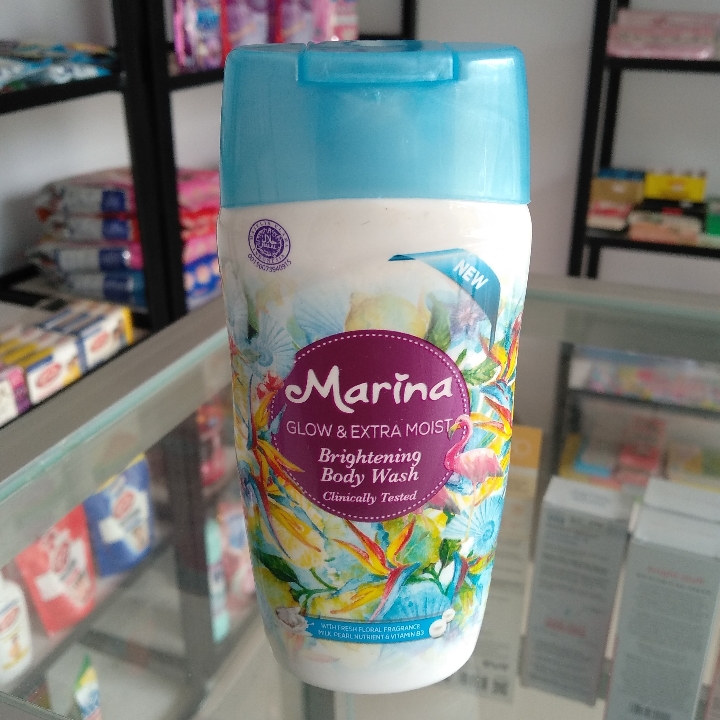 00150073940915
NEW
Marina
GLOW & EXTRA MOIST
Brightening
Body Wash
Clinically Tested
WITH FRESH FLORAL FRAGRANCE
MILK PEARL NUTRIENT & VITAMIN B3